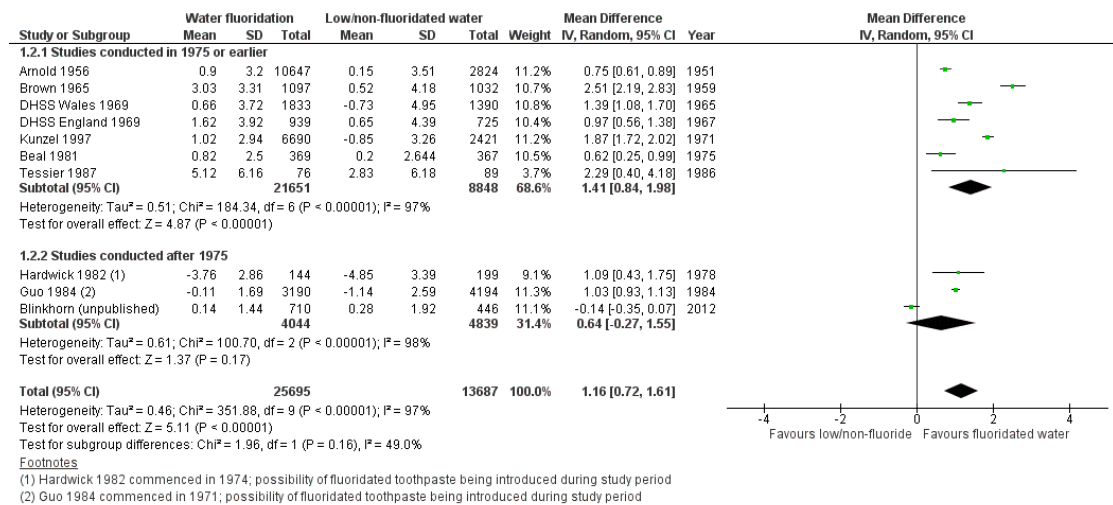 Water fluoridation Low/non-fluoridated water Mean Difference Mean Difference
Study or Subgroup Mean SD Total Mean SD Total Weight IV, Random, 95% CI Year IV, Random, 95% CI
1.2.1 Studies conducted in 1975 or earlier
Arnold 1956 0.9 3.2 10647 0.15 3.51 2824 11.2% 0.75 [0.61, 0.89] 1951
Brown 1965 3.03 3.31 1097 0.52 4.18 1032 10.7% 2.51 [2.19, 2.83] 1959
DHSS Wales 1969 0.66 3.72 1833 -0.73 4.95 1390 10.8% 1.39 [1.08, 1.70] 1965
DHSS England 1969 1.62 3.92 939 0.65 4.39 725 10.4% 0.97 [0.56, 1.38] 1967
Kunzel 1997 1.02 2.94 6690 -0.85 3.26 2421 11.2% 1.87 [1.72, 2.02] 1971
Beal 1981 0.82 2.5 369 0.2 2.644 367 10.5% 0.62 [0.25, 0.99] 1975
Tessier 1987 5.12 6.16 76 2.83 6.18 89 3.7% 2.29 [0.40, 4.18] 1986
Subtotal (95% CI) 21651 8848 68.6% 1.41 [0.84, 1.98]
Heterogeneity: Tau² = 0.51; Chi² = 184.34, df = 6 (P < 0.00001); I² = 97%
Test for overall effect: Z = 4.87 (P < 0.00001)
1.2.2 Studies conducted after 1975
Hardwick 1982 (1) -3.76 2.86 144 -4.85 3.39 199 9.1% 1.09 [0.43, 1.75] 1978
Guo 1984 (2) -0.11 1.69 3190 -1.14 2.59 4194 11.3% 1.03 [0.93, 1.13] 1984
Blinkhorn (unpublished) 0.14 1.44 710 0.28 1.92 446 11.0% -0.14 [-0.35, 0.07] 2012
Subtotal (95% CI) 4044 4839 31.4% 0.64 [-0.27, 1.55]
Heterogeneity: Tau² = 0.61; Chi² = 100.70, df = 2 (P < 0.00001); I² = 98%
Test for overall effect: Z = 1.37 (P = 0.17)
Total (95% CI) 25695 13687 100.0% 1.16 [0.72, 1.61]
Heterogeneity: Tau² = 0.46; Chi² = 351.88, df = 9 (P < 0.00001); I² = 97%
Test for overall effect: Z = 5.11 (P < 0.00001)
Test for subgroup differences: Chi² = 1.96, df = 1 (P = 0.16), I² = 49.0%
-4 -2 0 2 4
Favours low/non-fluoride Favours fluoridated water
Footnotes
(1) Hardwick 1982 commenced in 1974; possibility of fluoridated toothpaste being introduced during study period
(2) Guo 1984 commenced in 1971; possibility of fluoridated toothpaste being introduced during study period